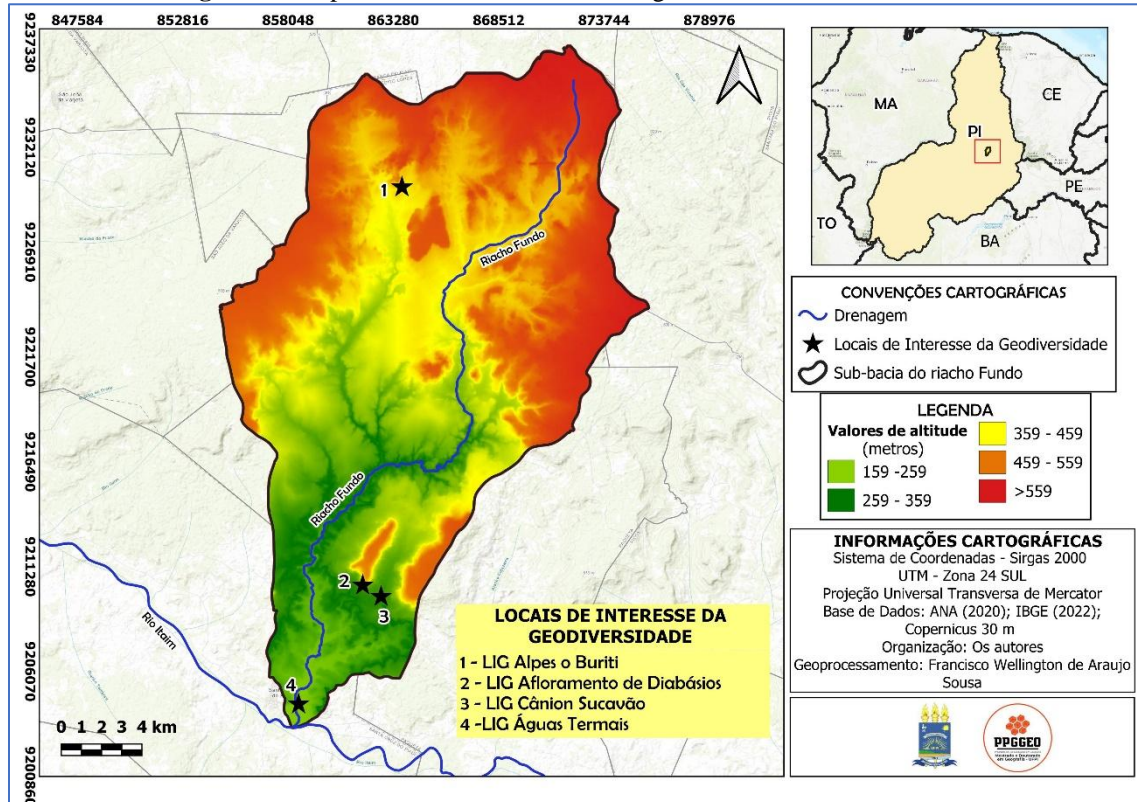 847584 852816 858048 863280 868512 873744 878976
9237330
9232120
9226910
9221700
9216490
9211280
9206070
9200860
1
Riacho Fundo
Riacho Fundo
2
3
4
Rio Itaim
0 1 2 3 4 km
LOCAIS DE INTERESSE DA
GEODIVERSIDADE
1 - LIG Alpes o Buriti
2 - LIG Afloramento de Diabásios
3 - LIG Cânion Sucavão
4 -LIG Águas Termais
MA
CE
PI
PE
TO
BA
CONVENÇÕES CARTOGRÁFICAS
Drenagem
Locais de Interesse da Geodiversidade
Sub-bacia do riacho Fundo
LEGENDA
Valores de altitude
(metros)
159 -259
259 - 359
359 - 459
459 - 559
>559
INFORMAÇÕES CARTOGRÁFICAS
Sistema de Coordenadas - Sirgas 2000
UTM - Zona 24 SUL
Projeção Universal Transversa de Mercator
Base de Dados: ANA (2020); IBGE (2022);
Copernicus 30 m
Organização: Os autores
Geoprocessamento: Francisco Wellington de Araujo
Sousa
PPGGEO